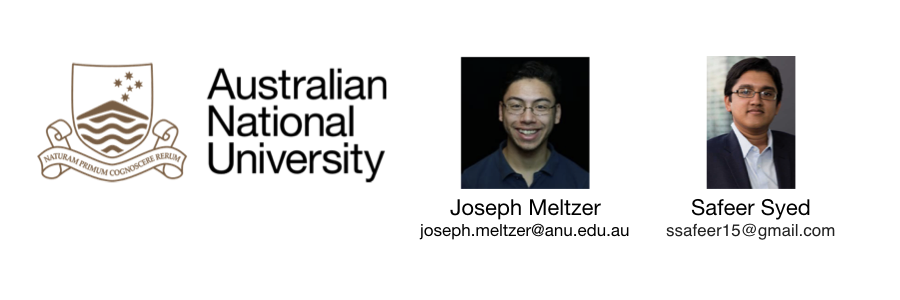 NATURAM PRIMUM COGNOSCERE RERUM
Australian
National
University
Joseph Meltzer
joseph.meltzer@anu.edu.au
Safeer Syed
ssafeer15@gmail.com